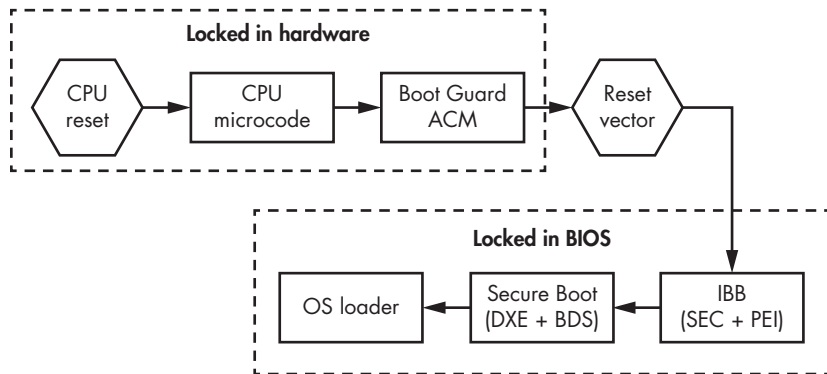 Locked in hardware
CPU
reset
CPU
microcode
Boot Guard
ACM
Reset
vector
Locked in BIOS
OS loader
Secure Boot
(DXE + BDS)
IBB
(SEC + PEI)